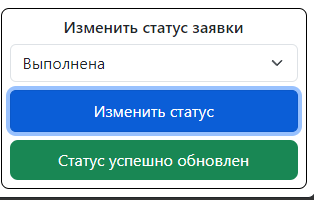 Изменить статус заявки
Выполнена
Изменить статус
Статус успешно обновлен